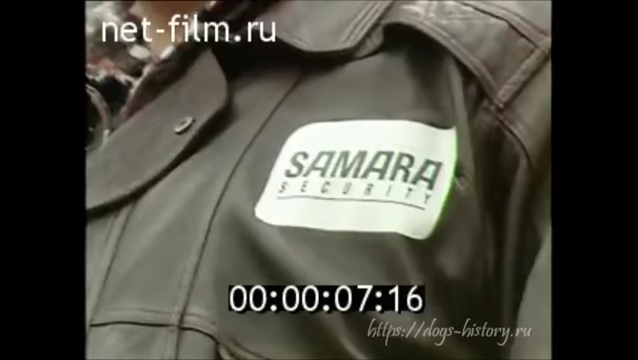 net-film.ru
SAMARA
SECURITY
00:00:07:16
https://dogs-history.ru